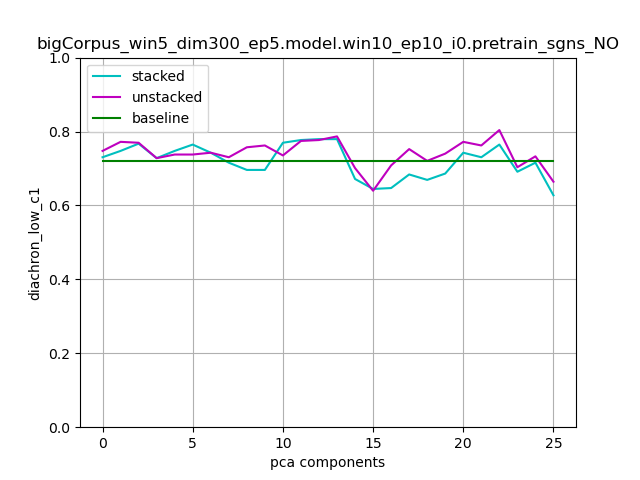 bigCorpus_win5_dim300_ep5.model.win10_ep10_i0.pretrain_sgns_NO
1.0
stacked
unstacked
baseline
0.8
0.6
diachron_low_c1
0.4
0.2
0.0
0 5 10 15 20 25
pca components